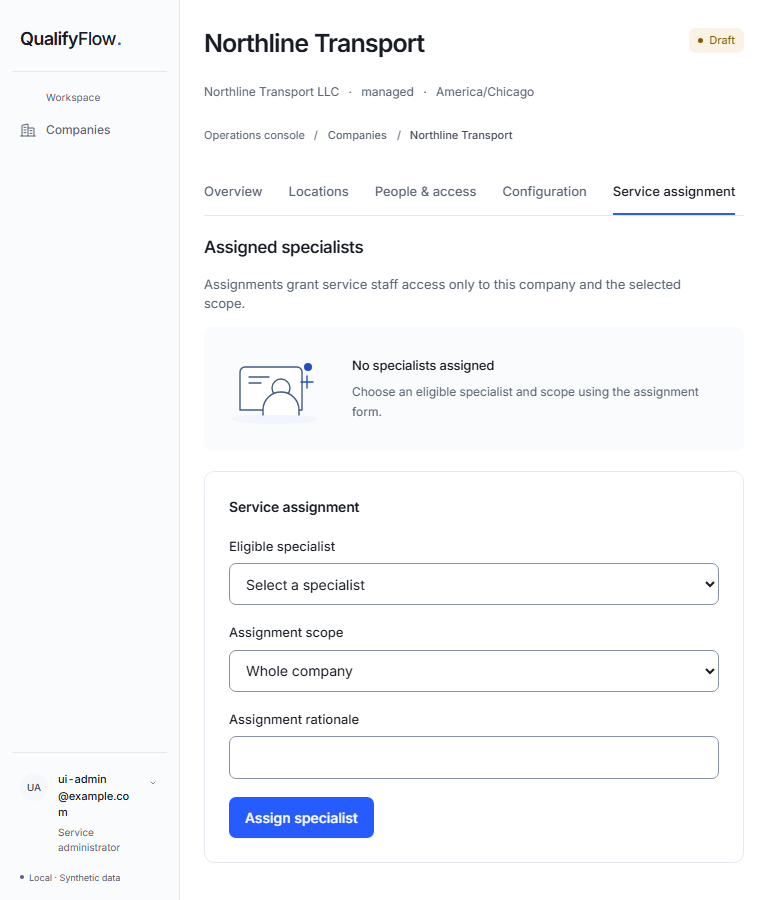 QualifyFlow.
Workspace
Companies
UA
ui-admin
@example.co
m
Service
administrator
Local · Synthetic data
Northline Transport
Draft
Northline Transport LLC · managed · America/Chicago
Operations console / Companies / Northline Transport
Overview Locations People & access Configuration Service assignment
Assigned specialists
Assignments grant service staff access only to this company and the selected
scope.
No specialists assigned
Choose an eligible specialist and scope using the assignment
form.
Service assignment
Eligible specialist
Select a specialist
Assignment scope
Whole company
Assignment rationale
Assign specialist